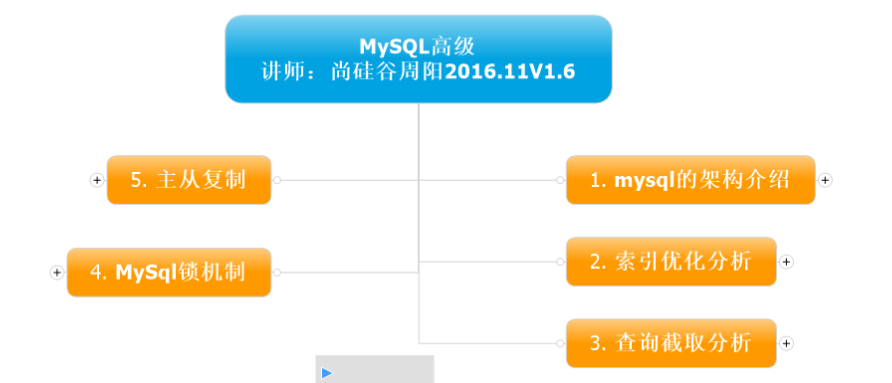 MySQL高级
讲师：尚硅谷周阳2016.11V1.6
1. mysql的架构介绍
2. 索引优化分析
3. 查询截取分析
4. MySql锁机制
5. 主从复制